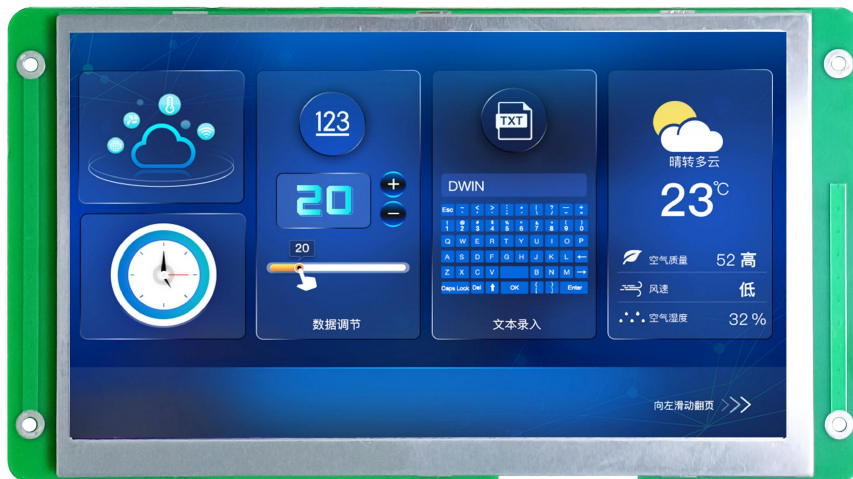 123
20
+
−
20
数据调节
TXT
DWIN
Q W E R T Y U I O P
A S D F G H J K L ←
Z X C V B N M →
Caps Lock Del ↑ OK { } Enter
文本录入
晴转多云
23℃
空气质量 52 高
风速 低
空气湿度 32 %
向左滑动翻页 >>>